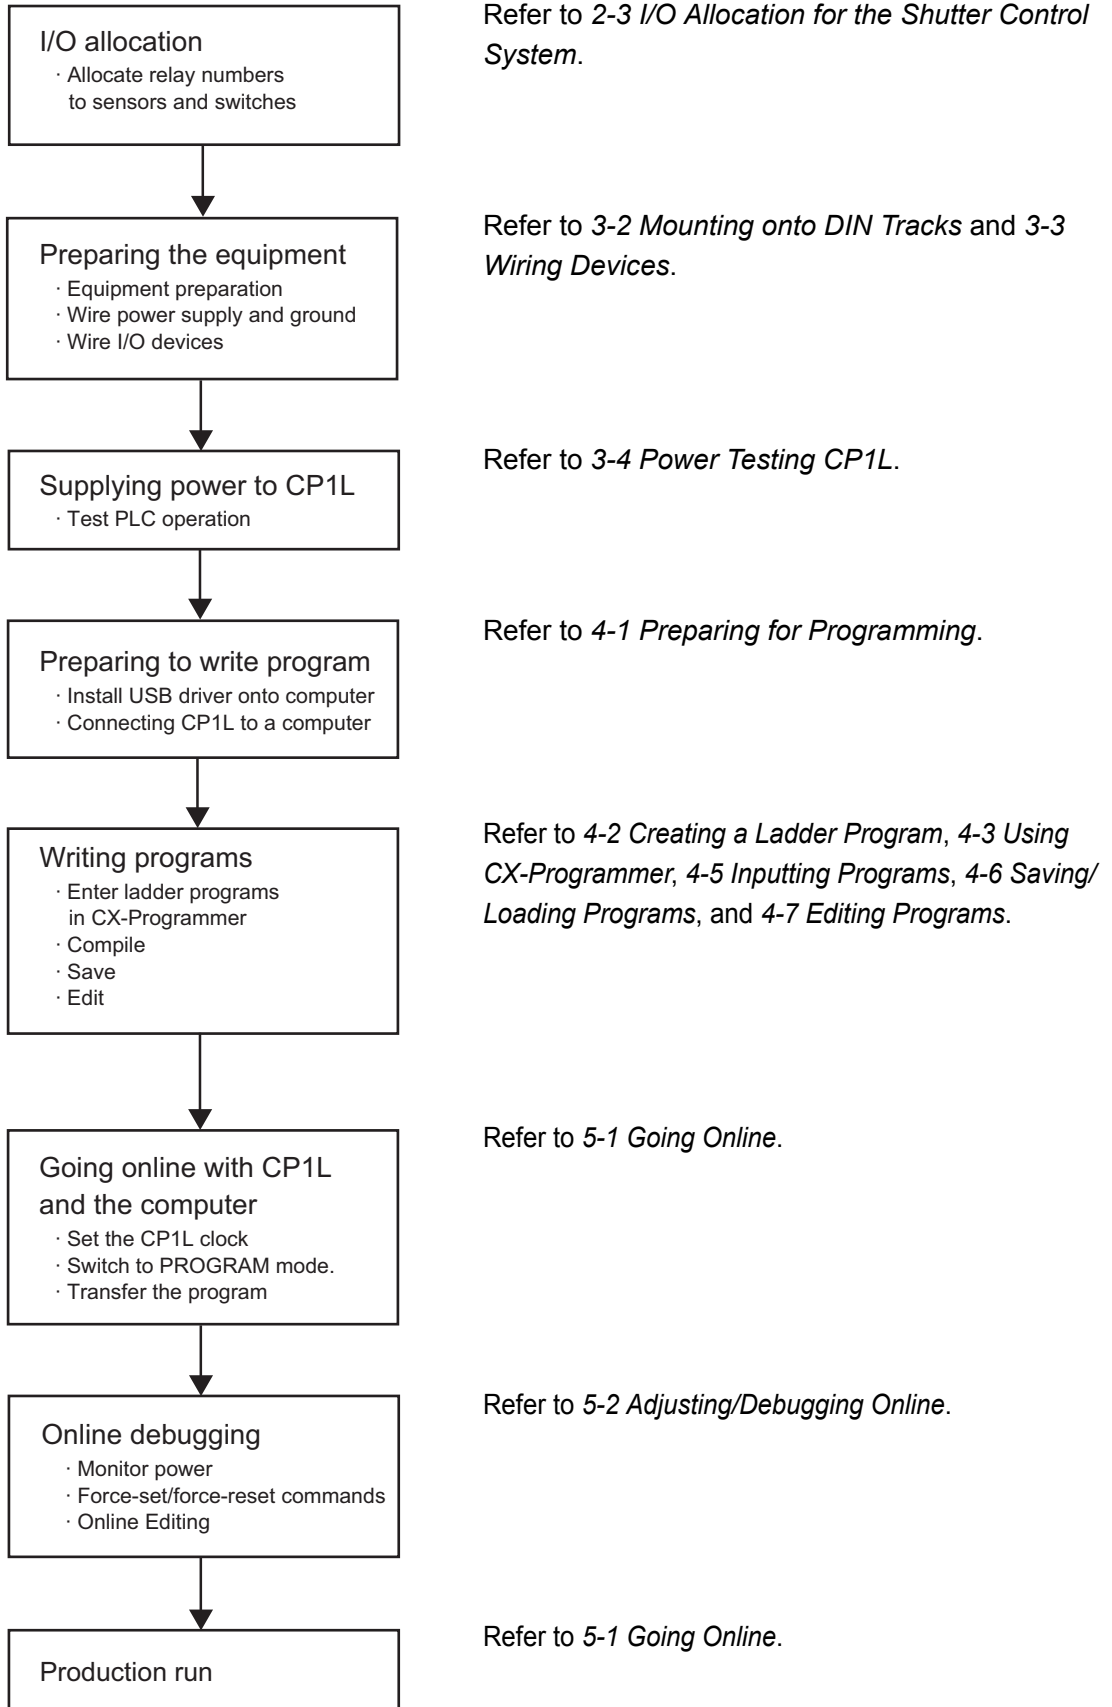 I/O allocation
· Allocate relay numbers
to sensors and switches
Refer to 2-3 I/O Allocation for the Shutter Control
System.
Preparing the equipment
· Equipment preparation
· Wire power supply and ground
· Wire I/O devices
Refer to 3-2 Mounting onto DIN Tracks and 3-3
Wiring Devices.
Supplying power to CP1L
· Test PLC operation
Refer to 3-4 Power Testing CP1L.
Preparing to write program
· Install USB driver onto computer
· Connecting CP1L to a computer
Refer to 4-1 Preparing for Programming.
Writing programs
· Enter ladder programs
in CX-Programmer
· Compile
· Save
· Edit
Refer to 4-2 Creating a Ladder Program, 4-3 Using
CX-Programmer, 4-5 Inputting Programs, 4-6 Saving/
Loading Programs, and 4-7 Editing Programs.
Going online with CP1L
and the computer
· Set the CP1L clock
· Switch to PROGRAM mode.
· Transfer the program
Refer to 5-1 Going Online.
Online debugging
· Monitor power
· Force-set/force-reset commands
· Online Editing
Refer to 5-2 Adjusting/Debugging Online.
Production run
Refer to 5-1 Going Online.